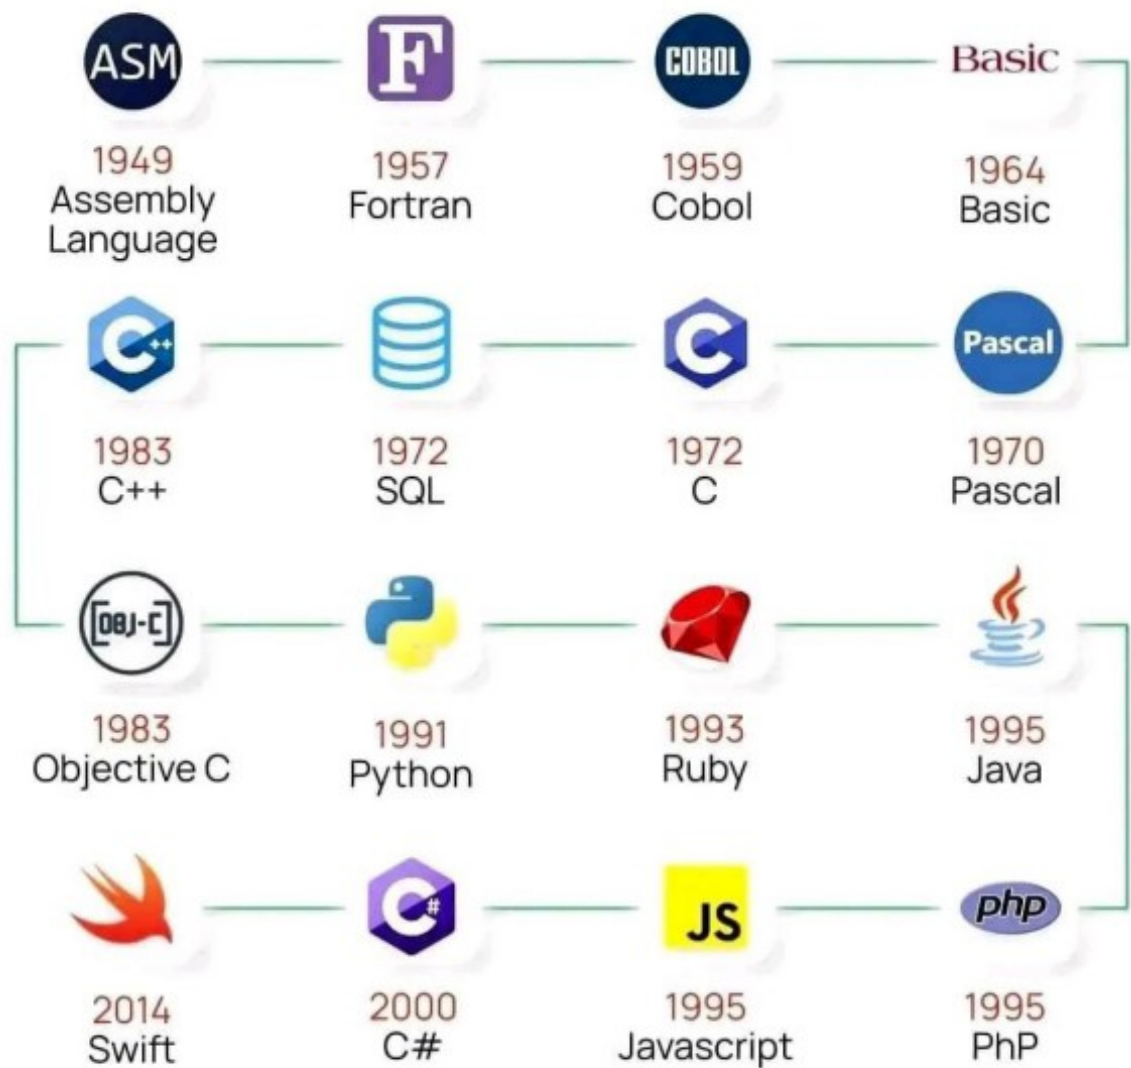 ASM
F
COBOL
Basic
1949
Assembly
Language
1957
Fortran
1959
Cobol
1964
Basic
C++
C
Pascal
1983
C++
1972
SQL
1972
C
1970
Pascal
[OBJ-C]
1983
Objective C
1991
Python
1993
Ruby
1995
Java
C#
JS
php
2014
Swift
2000
C#
1995
Javascript
1995
PhP